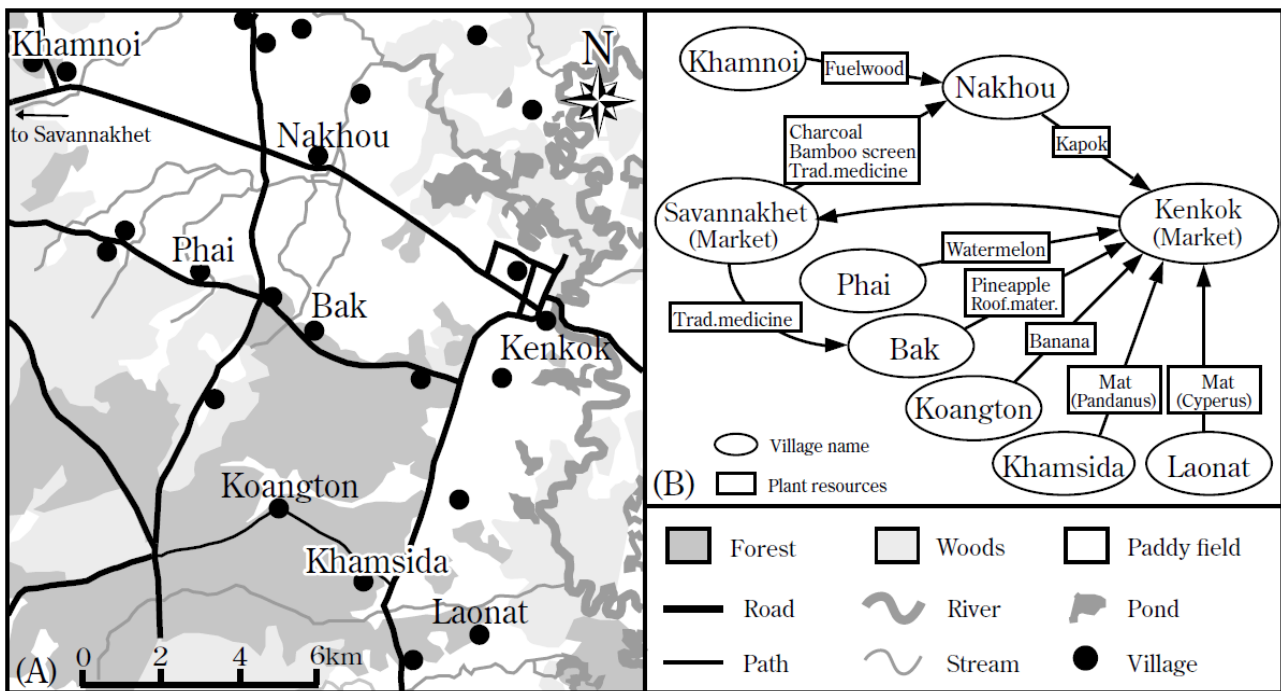 Khamnoi
to Savannakhet
N
Nakhou
Phai
Bak
Kenkok
Koangton
Khamsida
Laonat
(A)
0 2 4 6km
Khamnoi
Fuelwood
Nakhou
Charcoal
Bamboo screen
Trad.medicine
Kapok
Savannakhet
(Market)
Kenkok
(Market)
Watermelon
Phai
Pineapple
Roof.mater.
Trad.medicine
Bak
Banana
Koangton
Mat
(Pandanus)
Mat
(Cyperus)
Khamsida
Laonat
Village name
Plant resources
(B)
Forest
Woods
Paddy field
Road
River
Pond
Path
Stream
Village